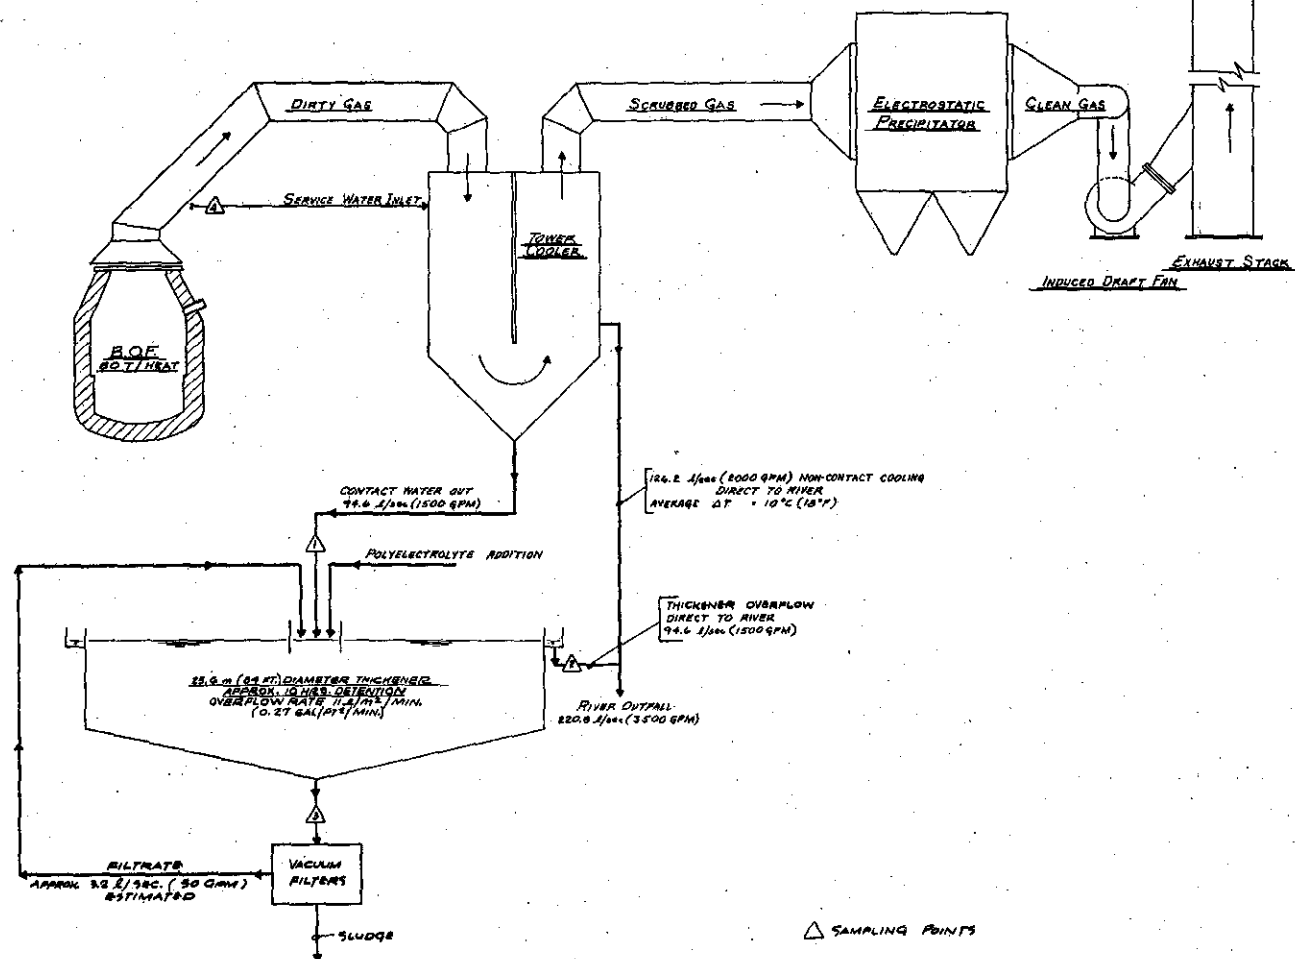 DIRTY GAS
SCRUBBED GAS
ELECTROSTATIC
PRECIPITATOR
CLEAN GAS
4
SERVICE WATER INLET
TOWER
COOLER
EXHAUST STACK
INDUCED DRAFT FAN
B.O.F.
80 T/HEAT
126.2 l/sec (2000 GPM) NON-CONTACT COOLING
DIRECT TO RIVER
AVERAGE ΔT = 10°C (18°F)
CONTACT WATER OUT
94.6 l/sec (1500 GPM)
1
POLYELECTROLYTE ADDITION
THICKENER OVERFLOW
DIRECT TO RIVER
94.6 l/sec (1500 GPM)
2
25.6 m (84 FT.) DIAMETER THICKENER
APPROX. 10 HRS. DETENTION
OVERFLOW RATE 11 l/m²/MIN.
(0.27 GAL/FT²/MIN.)
RIVER OUTFALL
220.8 l/sec (3500 GPM)
3
FILTRATE
APPROX. 3.2 l/SEC. (50 GPM)
ESTIMATED
VACUUM
FILTERS
SLUDGE
SAMPLING POINTS